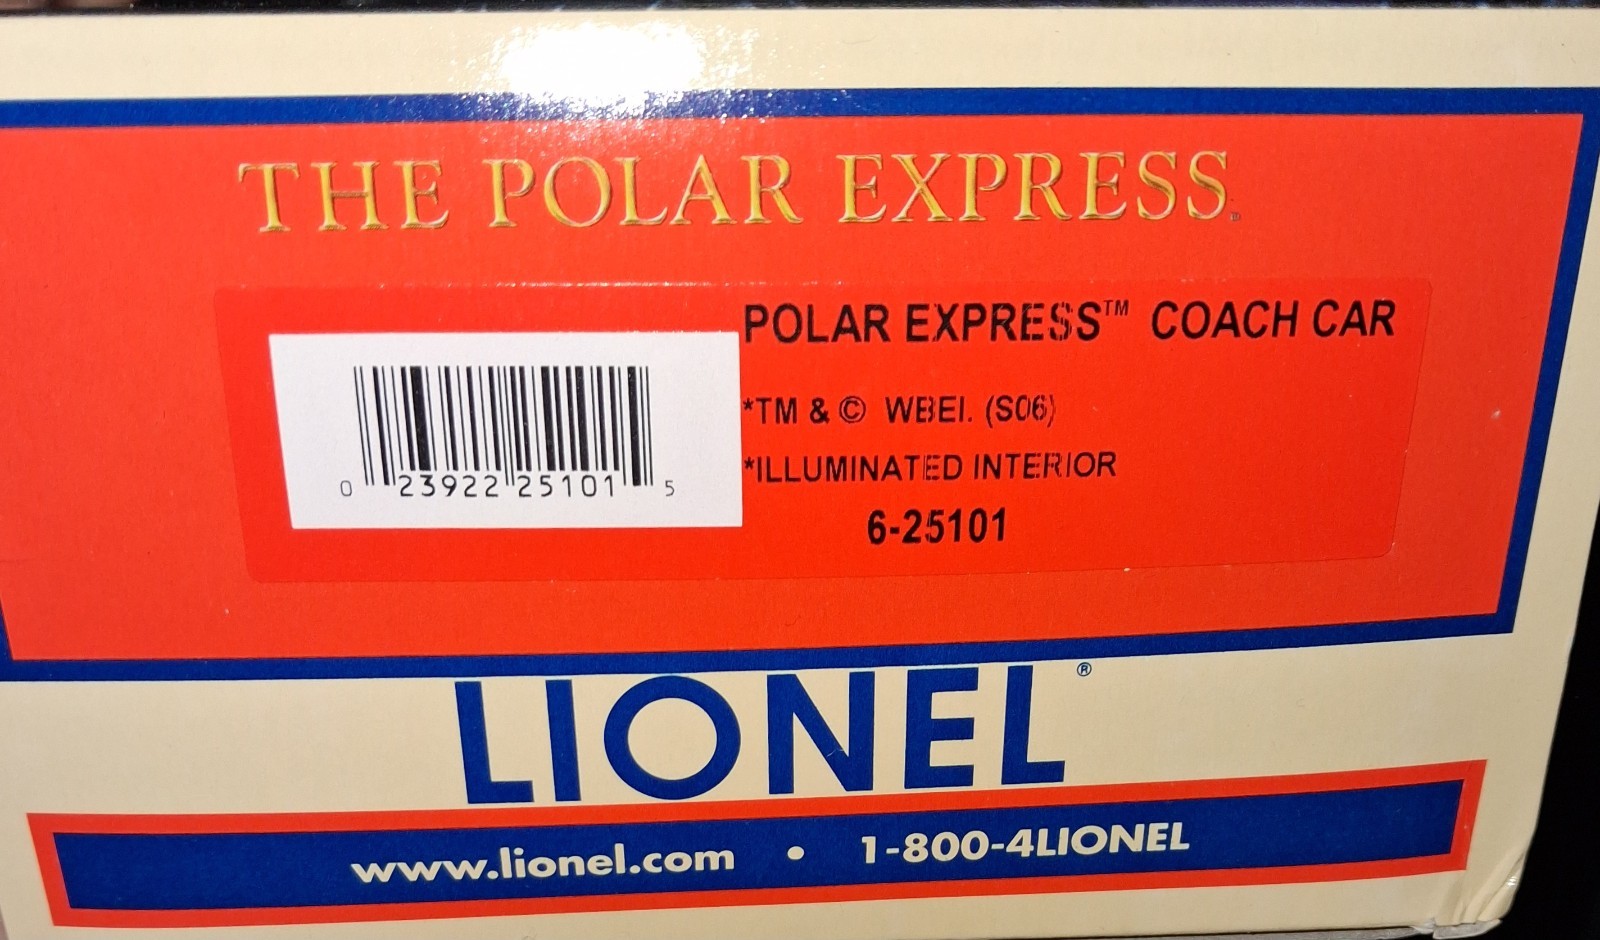 THE POLAR EXPRESS
POLAR EXPRESS™ COACH CAR
*TM & © WBEI. (S06)
*ILLUMINATED INTERIOR
6-25101
0 23922 25101 5
LIONEL®
www.lionel.com • 1-800-4LIONEL